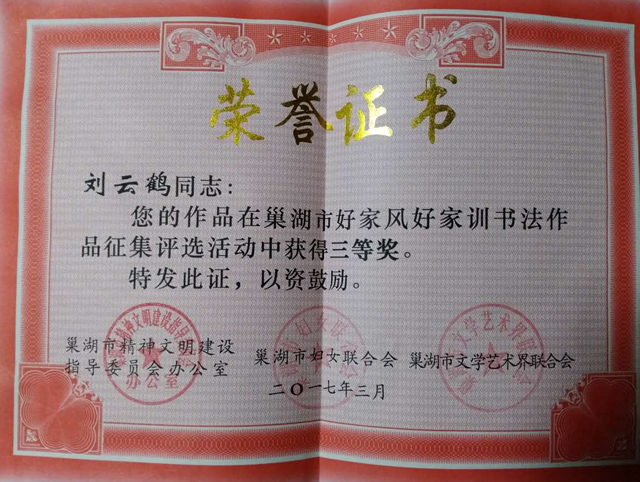 荣誉证书
刘云鹤同志：
您的作品在巢湖市好家风好家训书法作
品征集评选活动中获得三等奖。
特发此证，以资鼓励。
巢湖市精神文明建设
指导委员会办公室
巢湖市妇女联合会
巢湖市文学艺术界联合会
二〇一七年三月